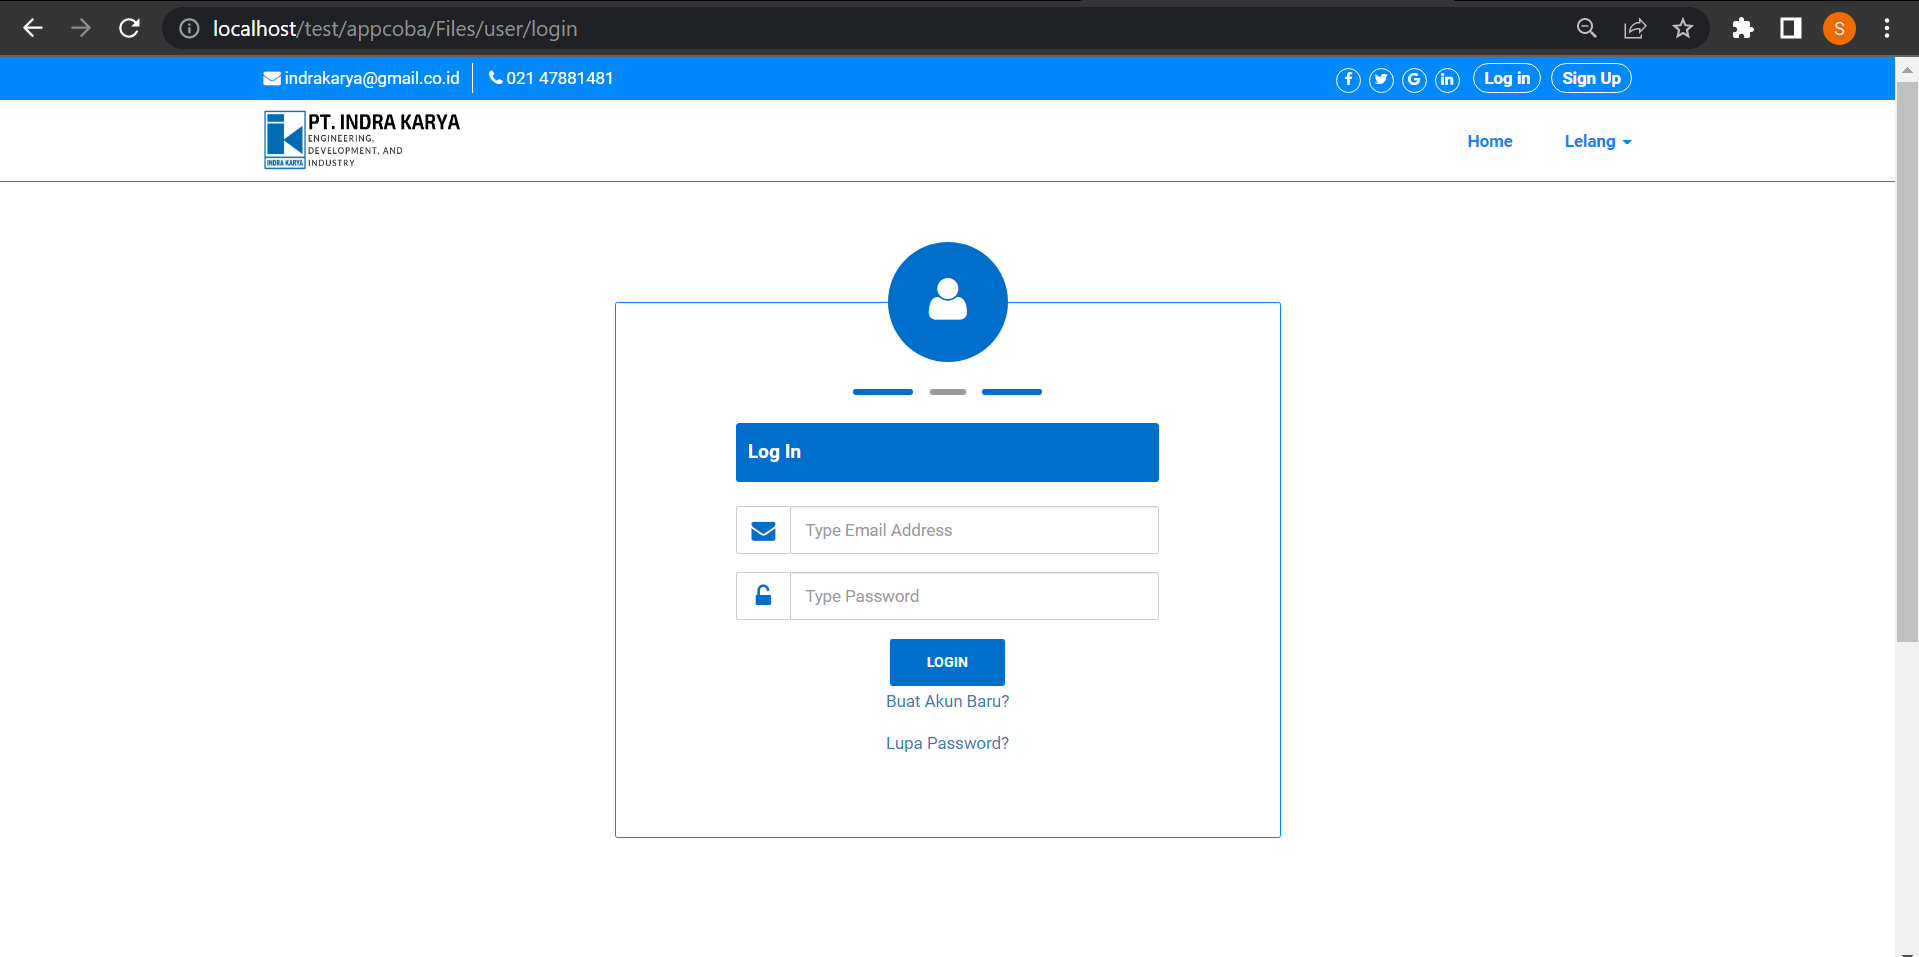 localhost/test/appcoba/Files/user/login
S
indrakarya@gmail.co.id 021 47881481 Log in Sign Up
PT. INDRA KARYA
ENGINEERING,
DEVELOPMENT, AND
INDUSTRY
INDRA KARYA
Home Lelang
Log In
Type Email Address
Type Password
LOGIN
Buat Akun Baru?
Lupa Password?